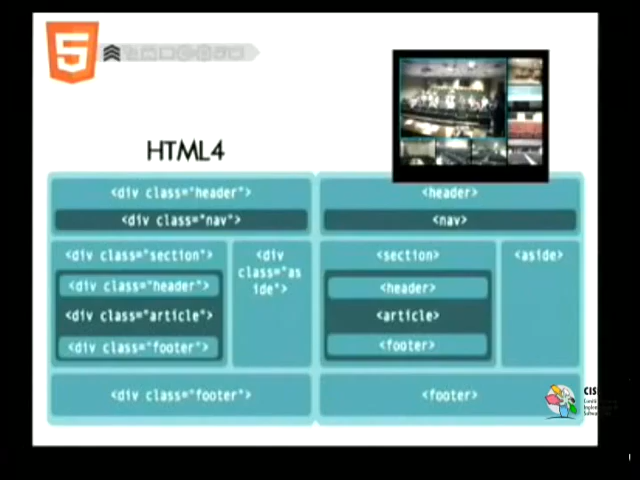 5
HTML4
<div class="header">
<div class="nav">
<div class="section">
<div class="header">
<div class="article">
<div class="footer">
<div
class="as
ide">
<div class="footer">
<header>
<nav>
<section>
<header>
<article>
<footer>
<aside>
<footer>
CIS